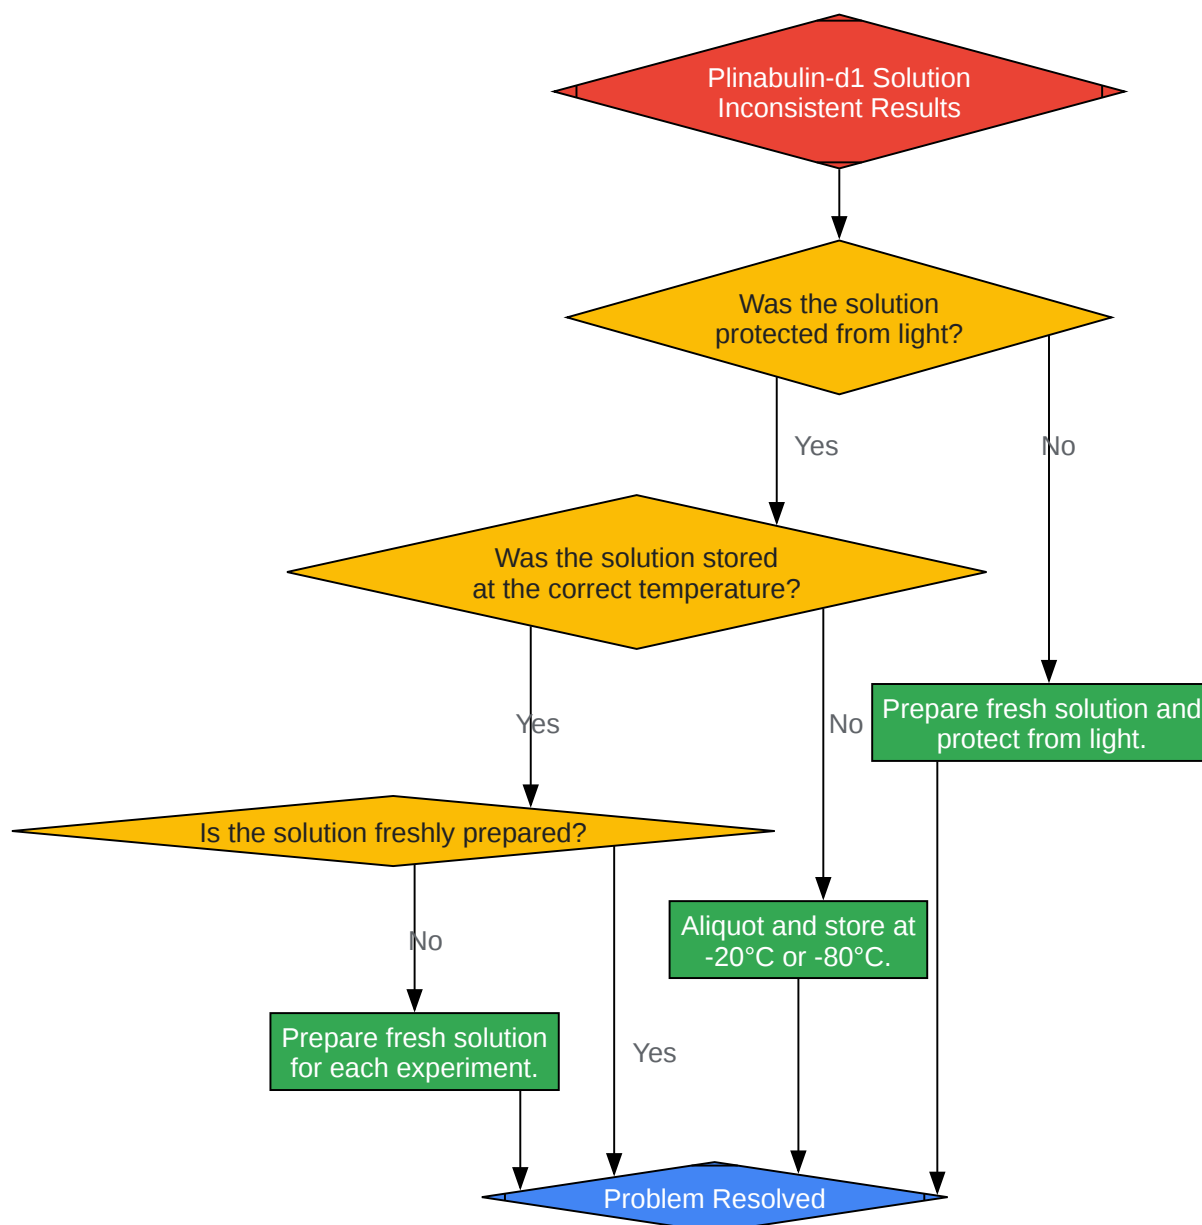 Plinabulin-d1 Solution
Inconsistent Results
Was the solution
protected from light?
Yes
No
Was the solution stored
at the correct temperature?
Yes
No
Prepare fresh solution and
protect from light.
Is the solution freshly prepared?
No
Aliquot and store at
-20°C or -80°C.
Prepare fresh solution
for each experiment.
Yes
Problem Resolved